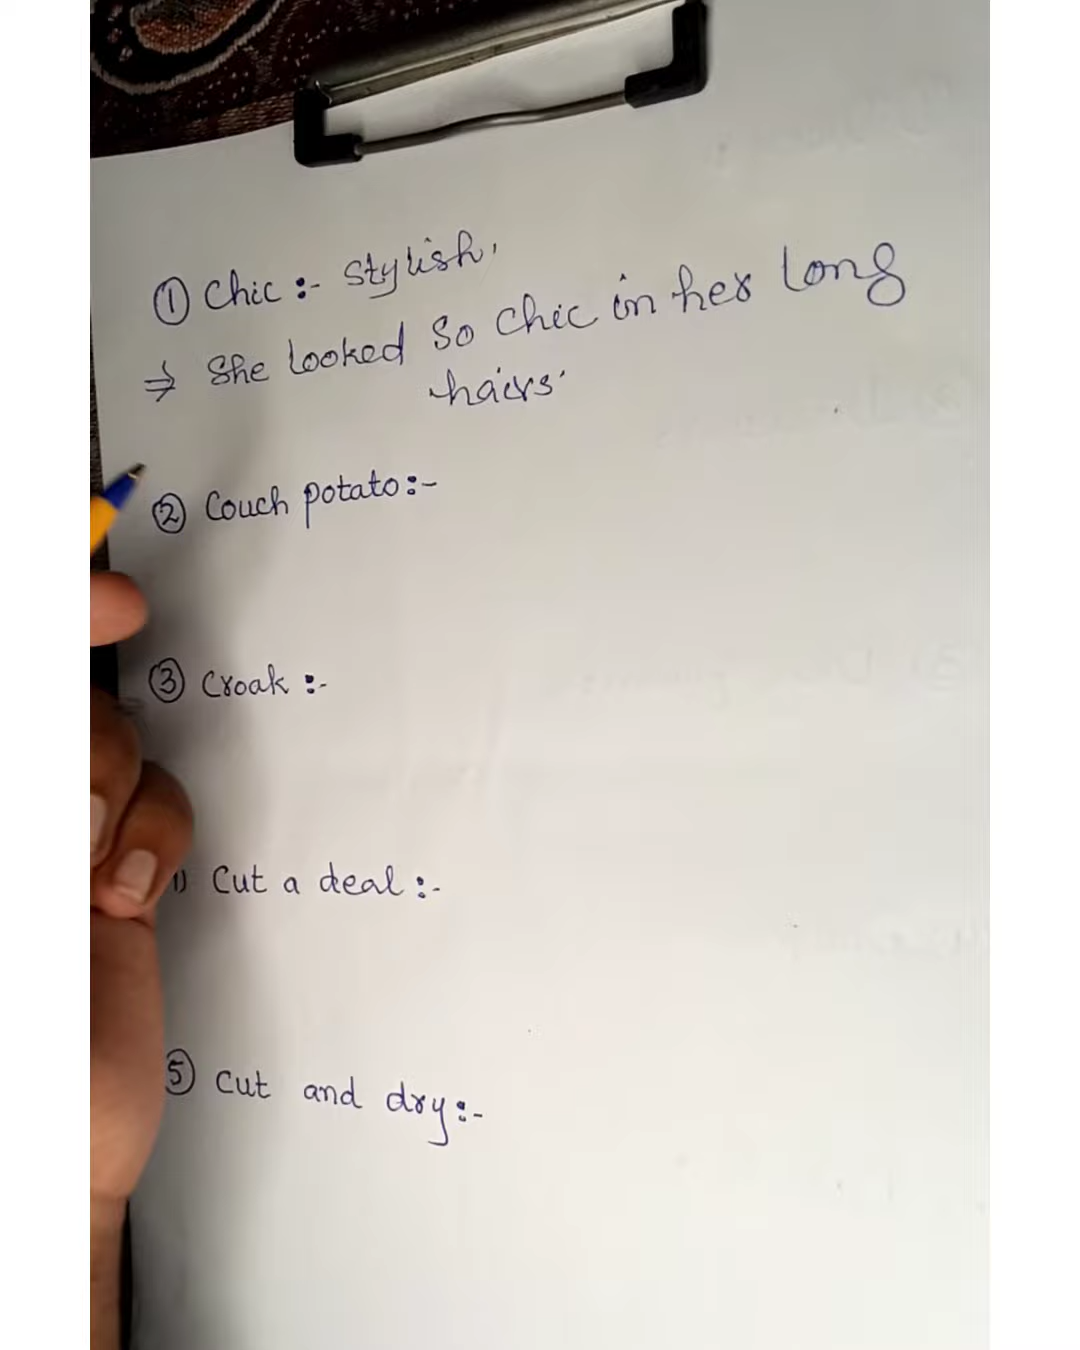 ① Chic :- Stylish,
⇒ She looked so chic in her long
hairs.
② Couch potato :-
③ Croak :-
Cut a deal :-
⑤ Cut and dry :-